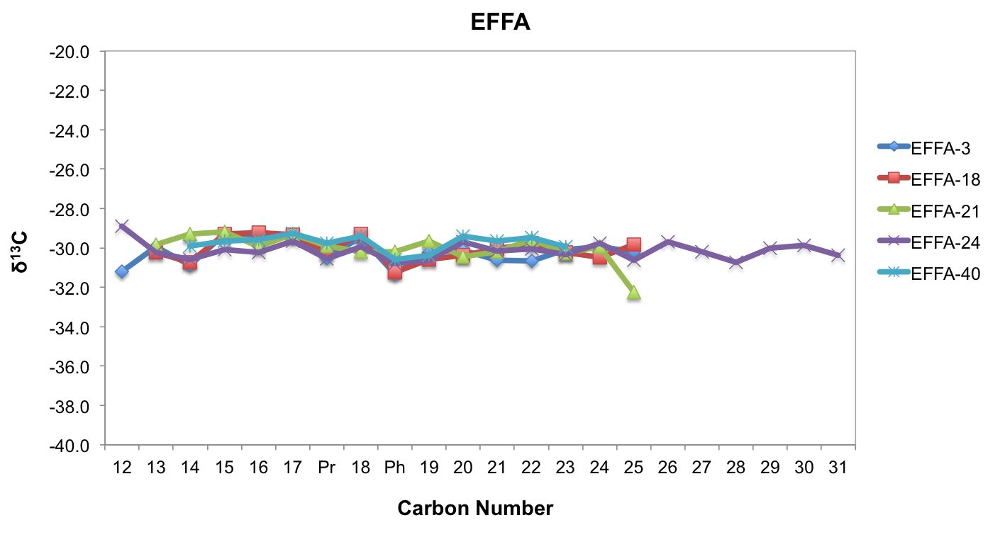 EFFA
-20.0
-22.0
-24.0
-26.0
-28.0
-30.0
-32.0
-34.0
-36.0
-38.0
-40.0
δ¹³C
12 13 14 15 16 17 Pr 18 Ph 19 20 21 22 23 24 25 26 27 28 29 30 31
Carbon Number
EFFA-3
EFFA-18
EFFA-21
EFFA-24
EFFA-40